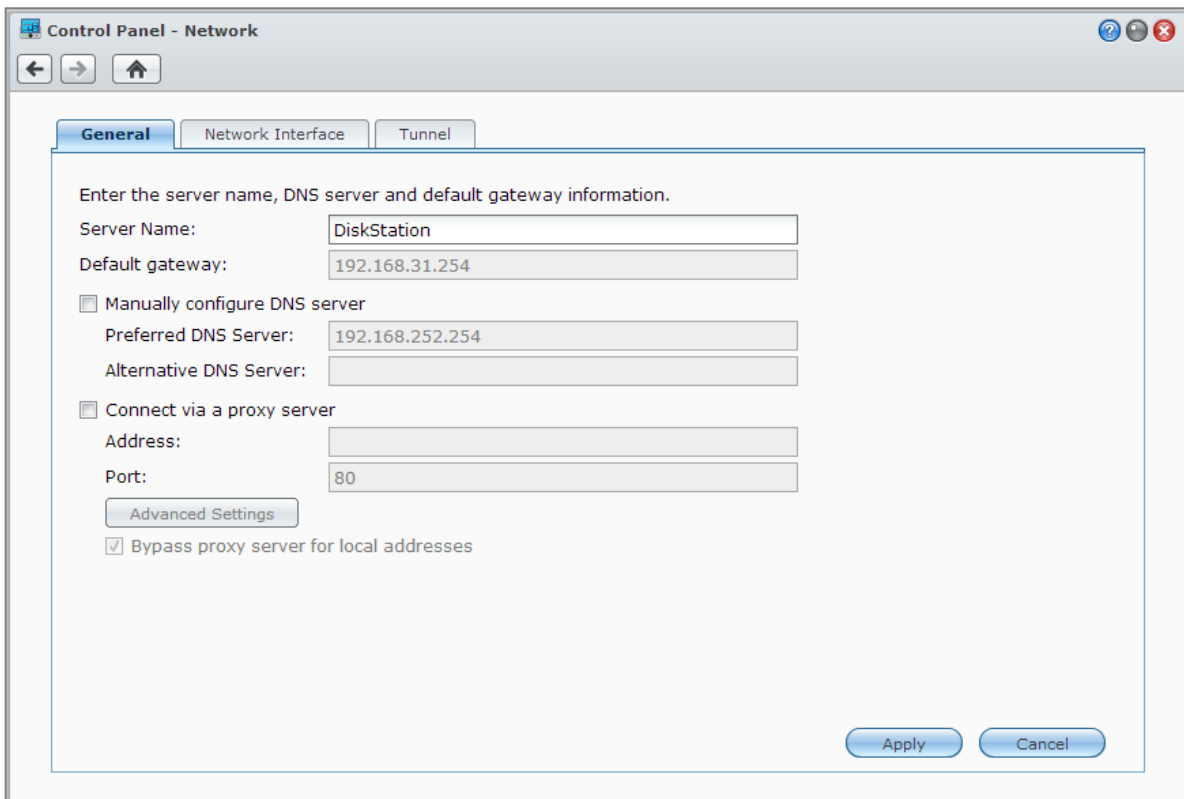 Control Panel - Network
General Network Interface Tunnel
Enter the server name, DNS server and default gateway information.
Server Name: DiskStation
Default gateway: 192.168.31.254
Manually configure DNS server
Preferred DNS Server: 192.168.252.254
Alternative DNS Server:
Connect via a proxy server
Address:
Port: 80
Advanced Settings
Bypass proxy server for local addresses
Apply Cancel